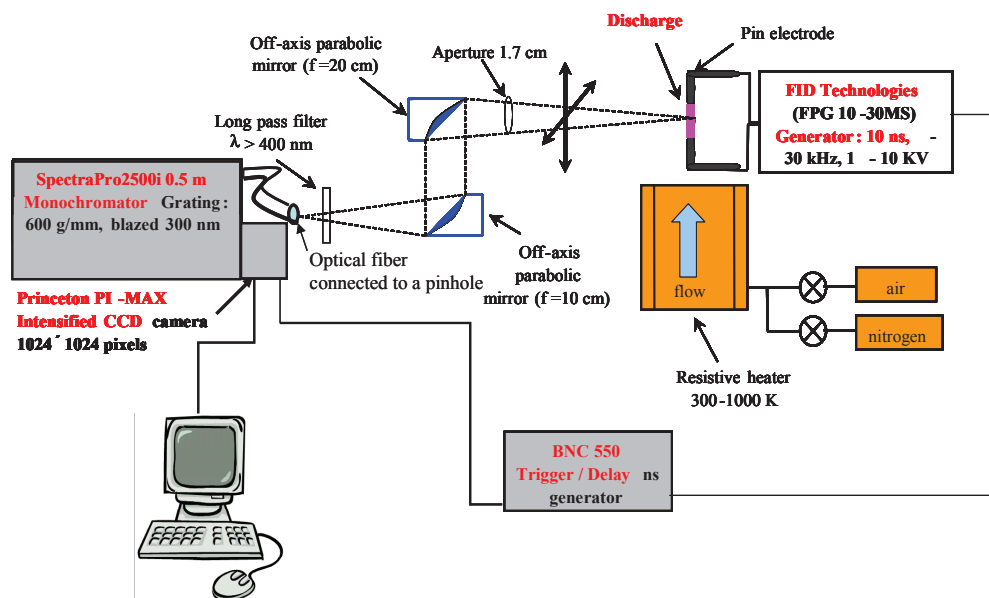 Off-axis parabolic
mirror (f =20 cm)
Aperture 1.7 cm
Discharge
Pin electrode
FID Technologies
(FPG 10 -30MS)
Generator : 10 ns, -
30 kHz, 1 - 10 KV
Long pass filter
λ > 400 nm
SpectraPro2500i 0.5 m
Monochromator Grating :
600 g/mm, blazed 300 nm
Optical fiber
connected to a pinhole
Off-axis
parabolic
mirror (f =10 cm)
Princeton PI -MAX
Intensified CCD camera
1024 ´ 1024 pixels
flow
air
nitrogen
Resistive heater
300 -1000 K
BNC 550
Trigger / Delay ns
generator